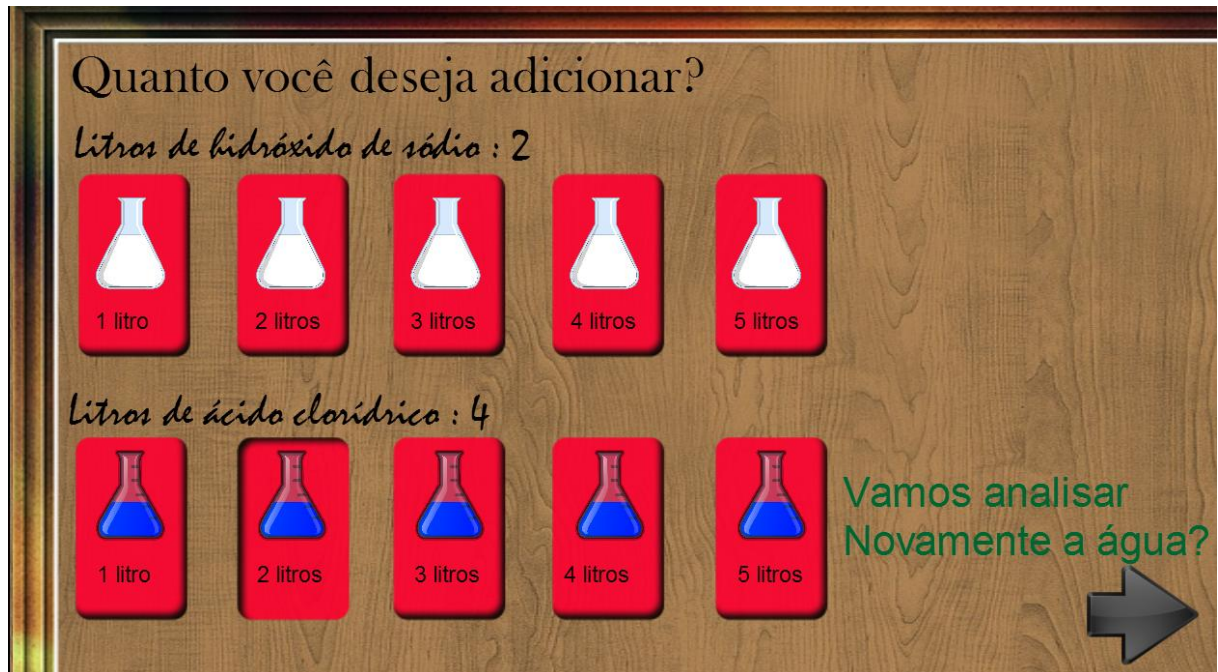 Quanto você deseja adicionar?
Litros de hidróxido de sódio : 2
1 litro 2 litros 3 litros 4 litros 5 litros
Litros de ácido clorídrico : 4
Vamos analisar
Novamente a água?
1 litro 2 litros 3 litros 4 litros 5 litros